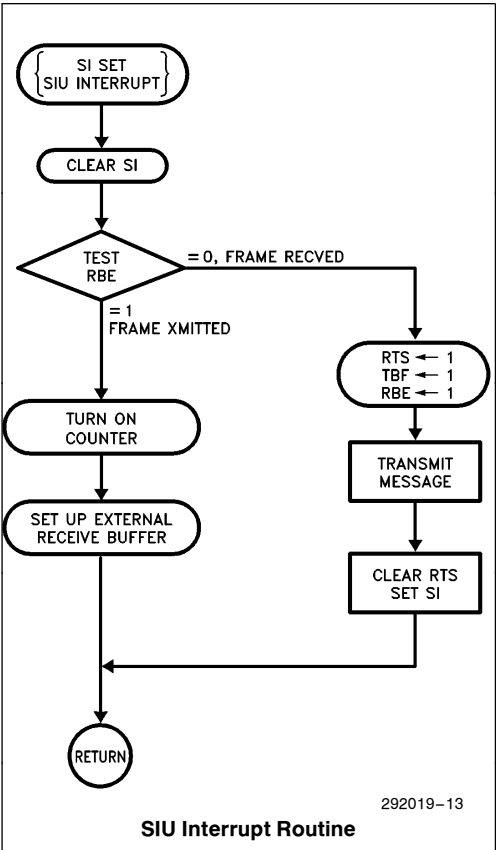 SI SET
SIU INTERRUPT
CLEAR SI
TEST
RBE
= 0, FRAME RECVED
= 1
FRAME XMITTED
RTS ← 1
TBF ← 1
RBE ← 1
TURN ON
COUNTER
TRANSMIT
MESSAGE
SET UP EXTERNAL
RECEIVE BUFFER
CLEAR RTS
SET SI
RETURN
292019–13
SIU Interrupt Routine